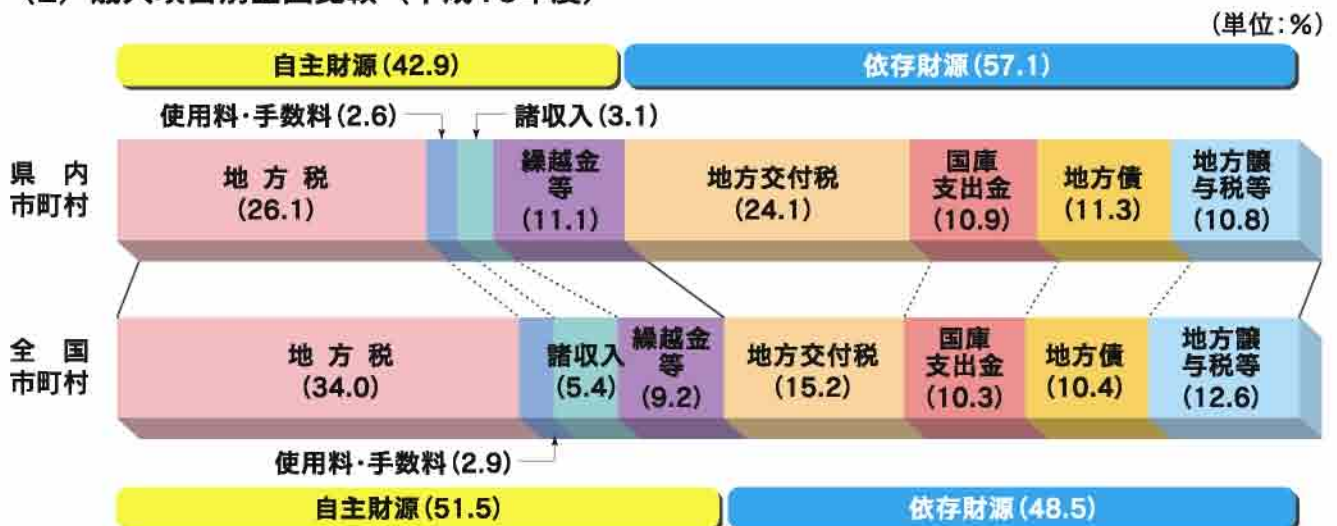 (単位:%)
自主財源(42.9)
依存財源(57.1)
使用料・手数料(2.6)
諸収入(3.1)
県内
市町村
地方税
(26.1)
繰越金
等
(11.1)
地方交付税
(24.1)
国庫
支出金
(10.9)
地方債
(11.3)
地方譲
与税等
(10.8)
全国
市町村
地方税
(34.0)
諸収入
(5.4)
繰越金
等
(9.2)
地方交付税
(15.2)
国庫
支出金
(10.3)
地方債
(10.4)
地方譲
与税等
(12.6)
使用料・手数料(2.9)
自主財源(51.5)
依存財源(48.5)